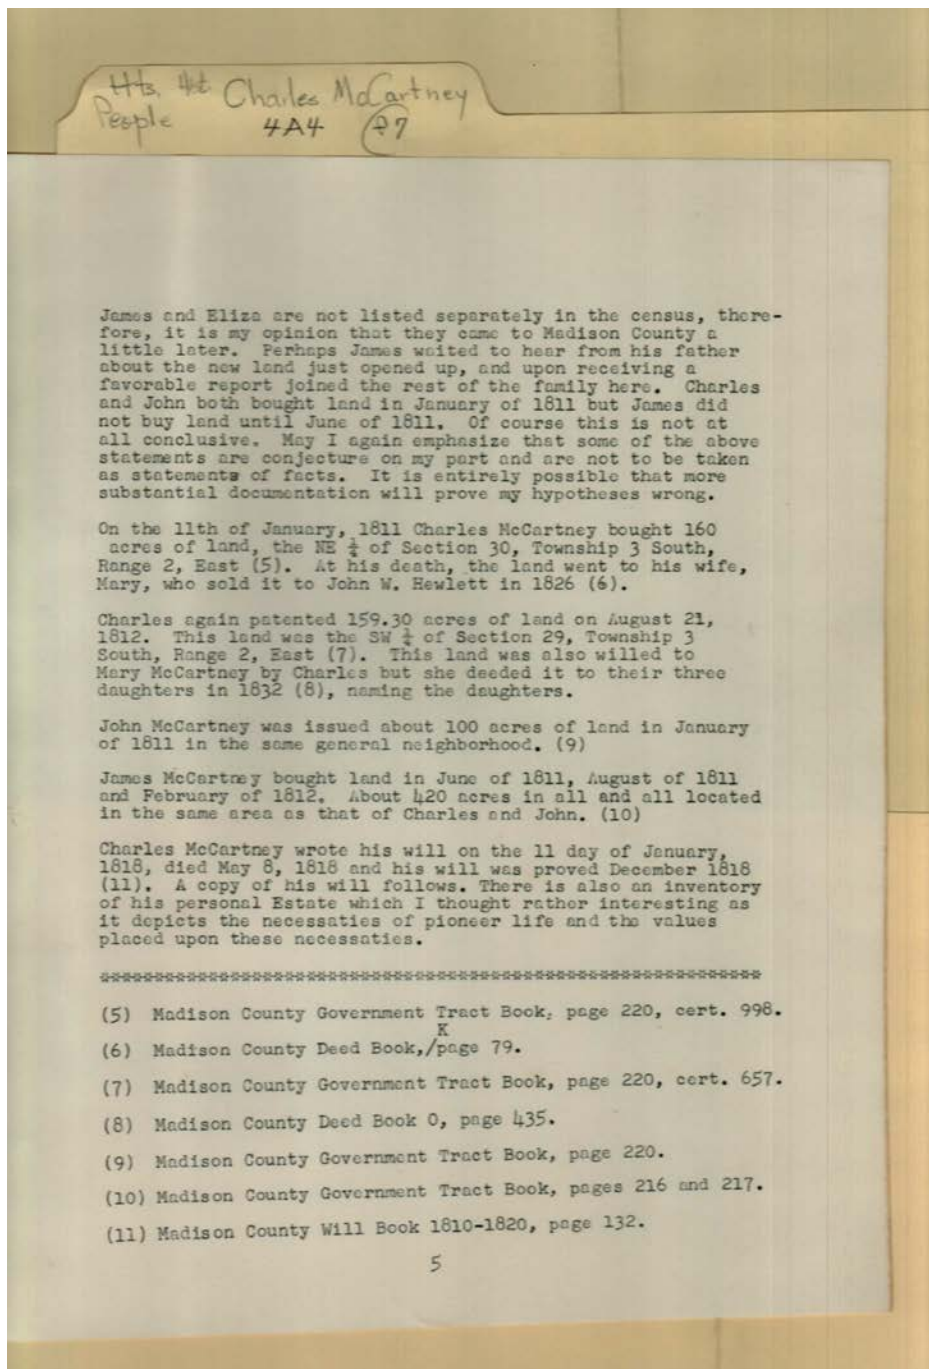 Hts. 4st Charles McCartney
People 4A4 P7
James and Eliza are not listed separately in the census, there-
fore, it is my opinion that they came to Madison County a
little later. Perhaps James waited to hear from his father
about the new land just opened up, and upon receiving a
favorable report joined the rest of the family here. Charles
and John both bought land in January of 1811 but James did
not buy land until June of 1811. Of course this is not at
all conclusive. May I again emphasize that some of the above
statements are conjecture on my part and are not to be taken
as statements of facts. It is entirely possible that more
substantial documentation will prove my hypotheses wrong.
On the 11th of January, 1811 Charles McCartney bought 160
acres of land, the NE ¼ of Section 30, Township 3 South,
Range 2, East (5). At his death, the land went to his wife,
Mary, who sold it to John W. Hewlett in 1826 (6).
Charles again patented 159.30 acres of land on August 21,
1812. This land was the SW ¼ of Section 29, Township 3
South, Range 2, East (7). This land was also willed to
Mary McCartney by Charles but she deeded it to their three
daughters in 1832 (8), naming the daughters.
John McCartney was issued about 100 acres of land in January
of 1811 in the same general neighborhood. (9)
James McCartney bought land in June of 1811, August of 1811
and February of 1812. About 420 acres in all and all located
in the same area as that of Charles and John. (10)
Charles McCartney wrote his will on the 11 day of January,
1818, died May 8, 1818 and his will was proved December 1818
(11). A copy of his will follows. There is also an inventory
of his personal Estate which I thought rather interesting as
it depicts the necessaties of pioneer life and the values
placed upon these necessaties.
*************************************************************
(5) Madison County Government Tract Book, page 220, cert. 998.
K
(6) Madison County Deed Book,/page 79.
(7) Madison County Government Tract Book, page 220, cert. 657.
(8) Madison County Deed Book O, page 435.
(9) Madison County Government Tract Book, page 220.
(10) Madison County Government Tract Book, pages 216 and 217.
(11) Madison County Will Book 1810-1820, page 132.
5